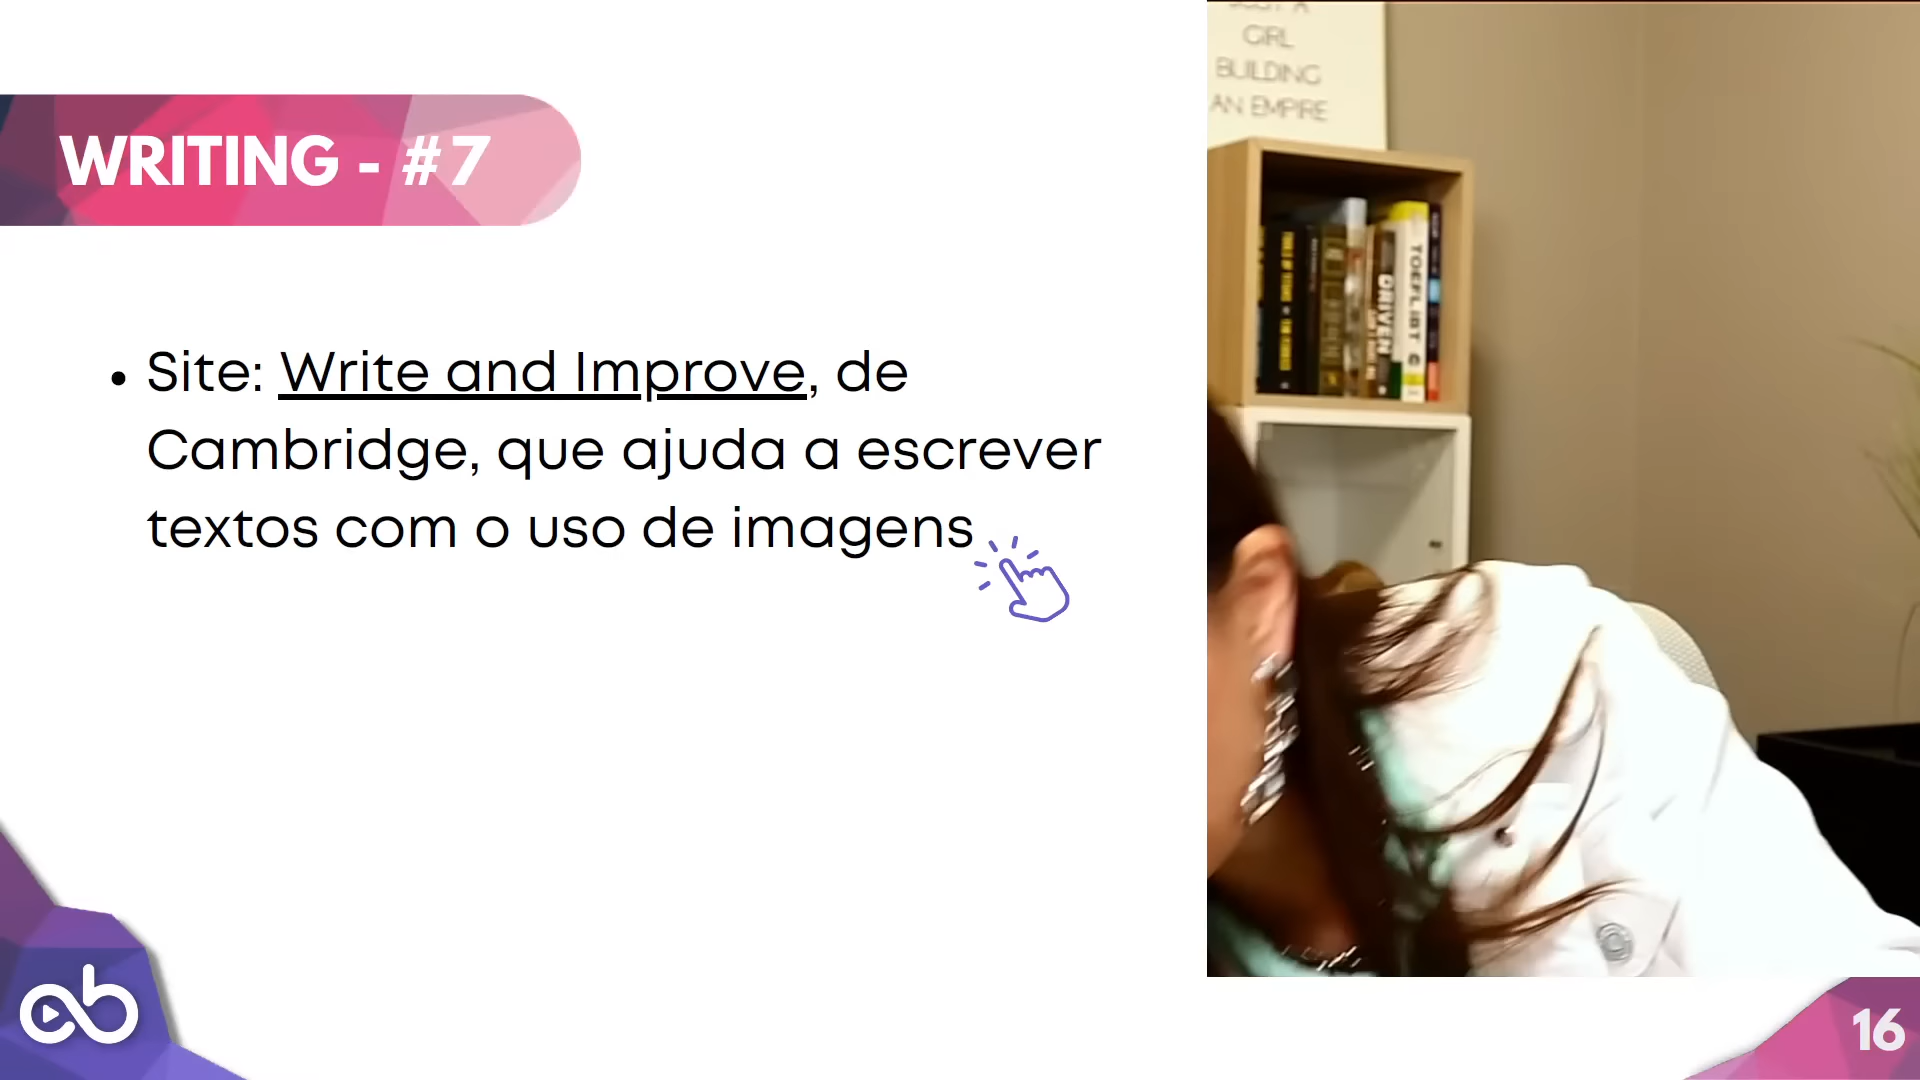 WRITING - #7
• Site: Write and Improve, de
Cambridge, que ajuda a escrever
textos com o uso de imagens
GIRL
BUILDING
AN EMPIRE
DRIVEN
TOEFL IBT
16